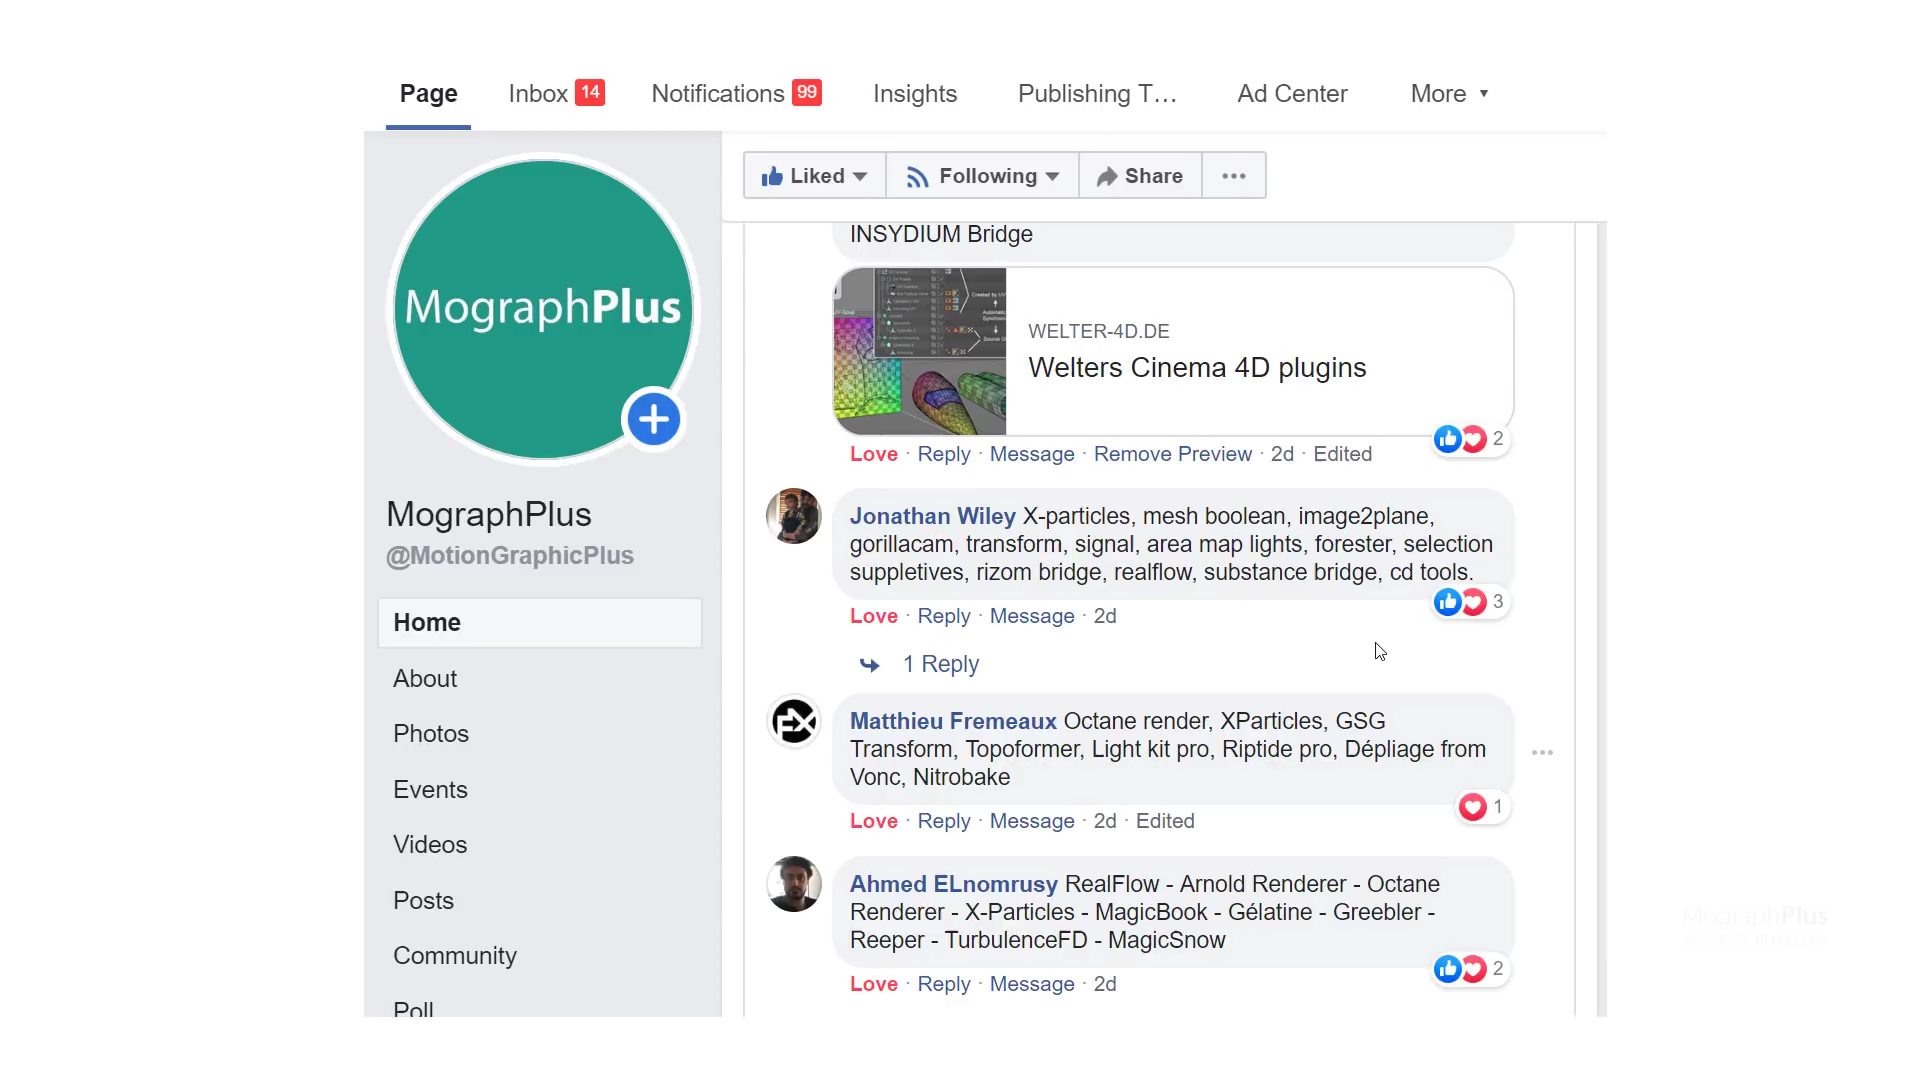 Page
Inbox 14
Notifications 99
Insights
Publishing T...
Ad Center
More
Liked
Following
Share
MographPlus
MographPlus
@MotionGraphicPlus
Home
About
Photos
Events
Videos
Posts
Community
Poll
INSYDIUM Bridge
WELTER-4D.DE
Welters Cinema 4D plugins
Love · Reply · Message · Remove Preview · 2d · Edited
2
Jonathan Wiley X-particles, mesh boolean, image2plane,
gorillacam, transform, signal, area map lights, forester, selection
suppletives, rizom bridge, realflow, substance bridge, cd tools.
3
Love · Reply · Message · 2d
1 Reply
Matthieu Fremeaux Octane render, XParticles, GSG
Transform, Topoformer, Light kit pro, Riptide pro, Dépliage from
Vonc, Nitrobake
1
Love · Reply · Message · 2d · Edited
Ahmed ELnomrusy RealFlow - Arnold Renderer - Octane
Renderer - X-Particles - MagicBook - Gélatine - Greebler -
Reeper - TurbulenceFD - MagicSnow
2
Love · Reply · Message · 2d
MographPlus